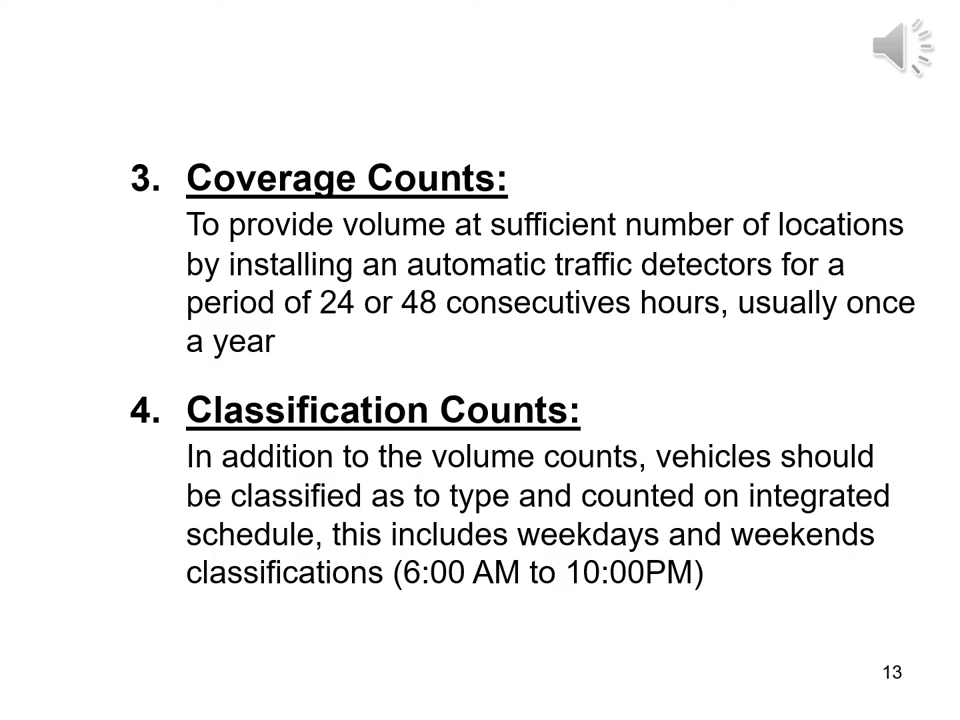 3. Coverage Counts:
To provide volume at sufficient number of locations
by installing an automatic traffic detectors for a
period of 24 or 48 consecutives hours, usually once
a year
4. Classification Counts:
In addition to the volume counts, vehicles should
be classified as to type and counted on integrated
schedule, this includes weekdays and weekends
classifications (6:00 AM to 10:00PM)
13